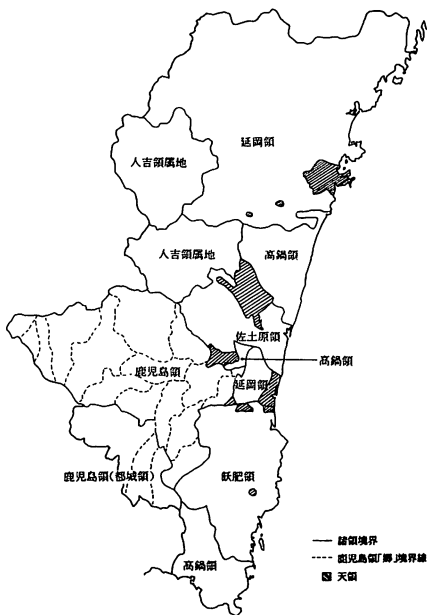 延岡領
人吉領属地
人吉領属地
高鍋領
佐土原領
高鍋領
鹿児島領
延岡領
鹿児島領(都城領)
飫肥領
高鍋領
諸領境界
鹿児島領「郷」境界線
天領